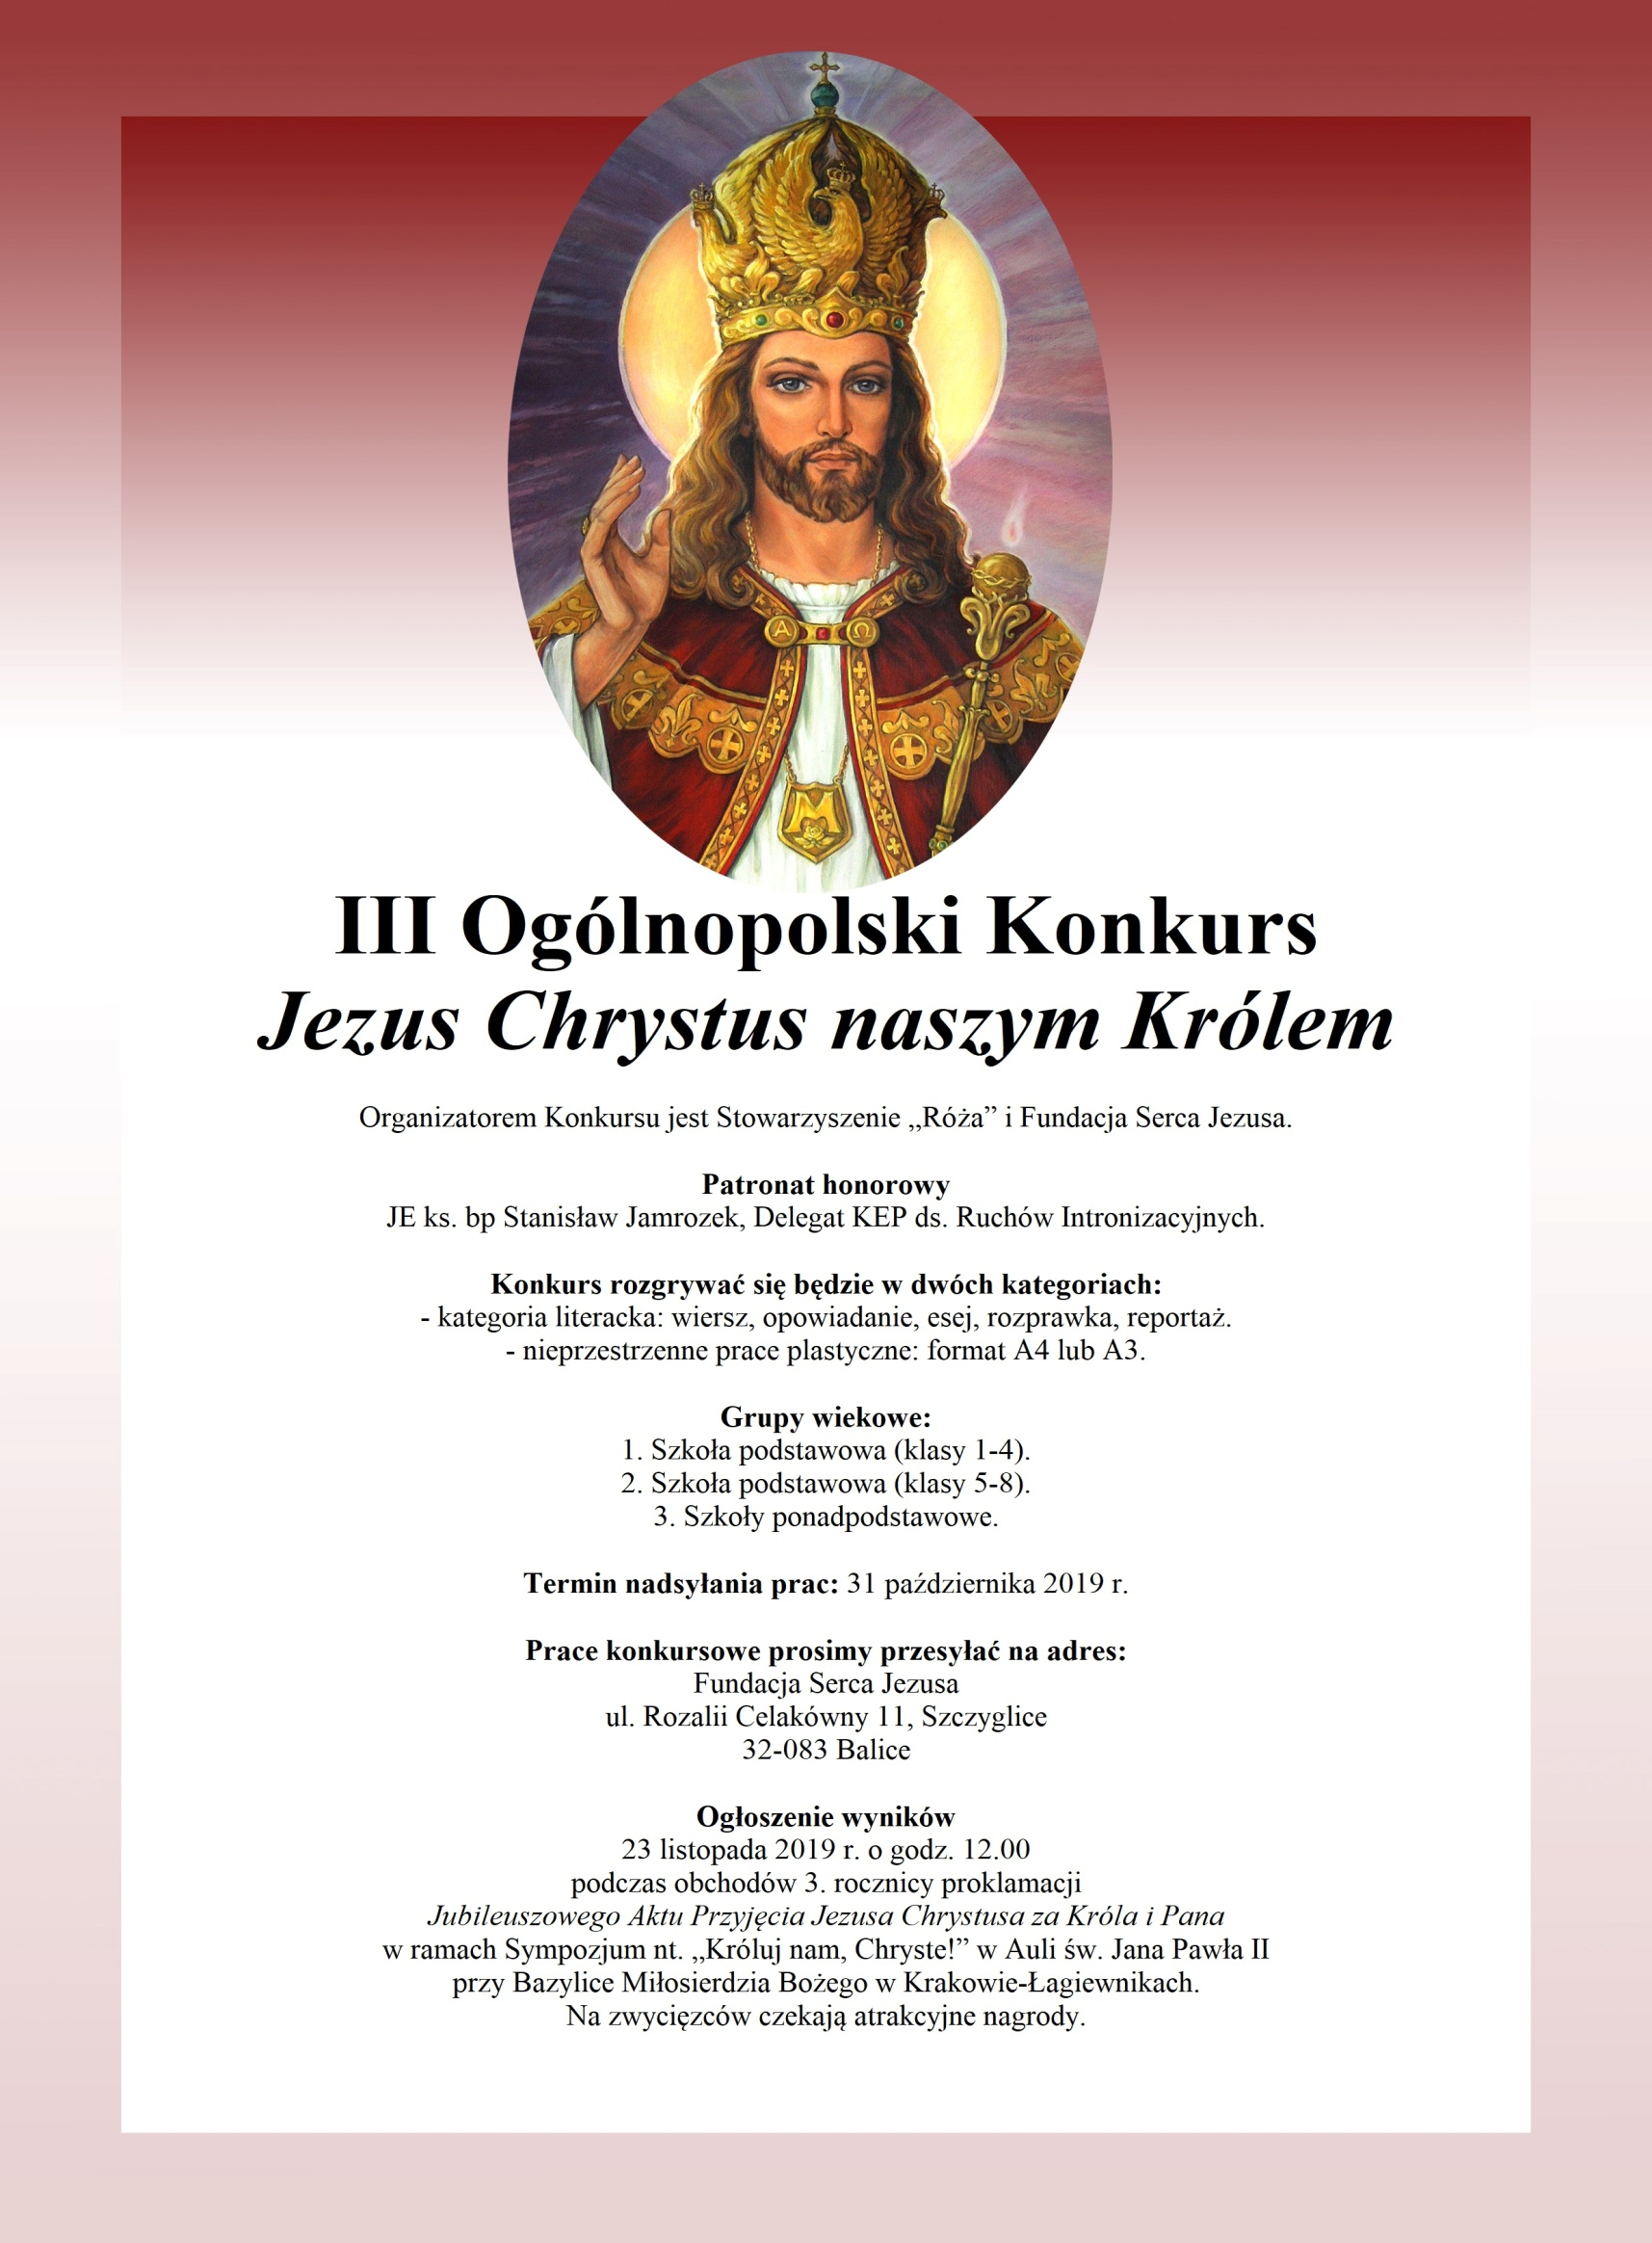 Α Ω
M
III Ogólnopolski Konkurs
Jezus Chrystus naszym Królem
Organizatorem Konkursu jest Stowarzyszenie ,,Róża” i Fundacja Serca Jezusa.
Patronat honorowy
JE ks. bp Stanisław Jamrozek, Delegat KEP ds. Ruchów Intronizacyjnych.
Konkurs rozgrywać się będzie w dwóch kategoriach:
- kategoria literacka: wiersz, opowiadanie, esej, rozprawka, reportaż.
- nieprzestrzenne prace plastyczne: format A4 lub A3.
Grupy wiekowe:
1. Szkoła podstawowa (klasy 1-4).
2. Szkoła podstawowa (klasy 5-8).
3. Szkoły ponadpodstawowe.
Termin nadsyłania prac: 31 października 2019 r.
Prace konkursowe prosimy przesyłać na adres:
Fundacja Serca Jezusa
ul. Rozalii Celakówny 11, Szczyglice
32-083 Balice
Ogłoszenie wyników
23 listopada 2019 r. o godz. 12.00
podczas obchodów 3. rocznicy proklamacji
Jubileuszowego Aktu Przyjęcia Jezusa Chrystusa za Króla i Pana
w ramach Sympozjum nt. ,,Króluj nam, Chryste!” w Auli św. Jana Pawła II
przy Bazylice Miłosierdzia Bożego w Krakowie-Łagiewnikach.
Na zwycięzców czekają atrakcyjne nagrody.